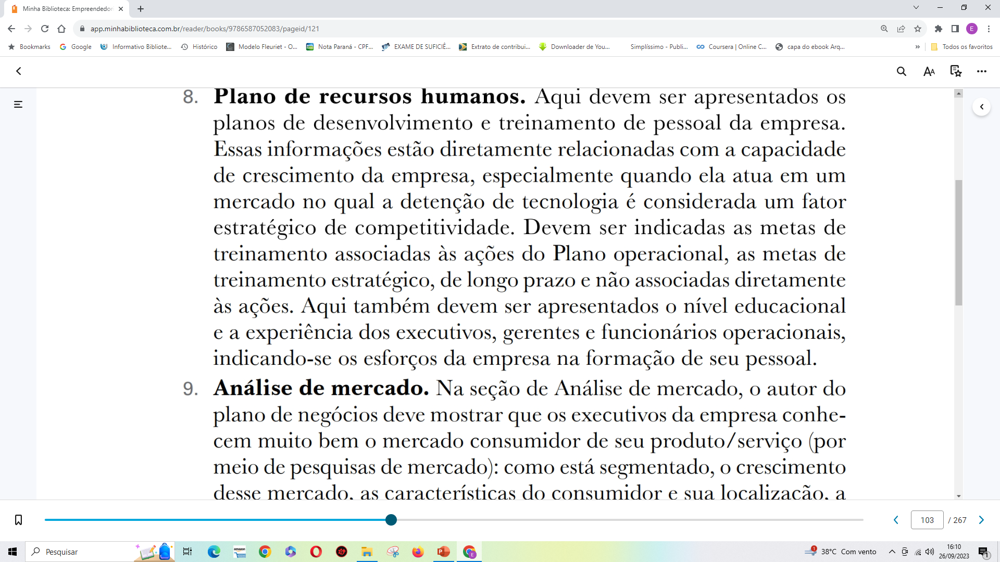 Minha Biblioteca: Empreendedor
app.minhabiblioteca.com.br/reader/books/9786587052083/pageid/121
E
Bookmarks Google Informativo Bibliote... Histórico Modelo Fleuriet - O... Nota Paraná - CPF... EXAME DE SUFICIÊ... Extrato de contribui... Downloader de You... Simplíssimo - Publi... Coursera | Online C... capa do ebook Arq... » Todos os favoritos
AA
8. Plano de recursos humanos. Aqui devem ser apresentados os
planos de desenvolvimento e treinamento de pessoal da empresa.
Essas informações estão diretamente relacionadas com a capacidade
de crescimento da empresa, especialmente quando ela atua em um
mercado no qual a detenção de tecnologia é considerada um fator
estratégico de competitividade. Devem ser indicadas as metas de
treinamento associadas às ações do Plano operacional, as metas de
treinamento estratégico, de longo prazo e não associadas diretamente
às ações. Aqui também devem ser apresentados o nível educacional
e a experiência dos executivos, gerentes e funcionários operacionais,
indicando-se os esforços da empresa na formação de seu pessoal.
9. Análise de mercado. Na seção de Análise de mercado, o autor do
plano de negócios deve mostrar que os executivos da empresa conhe-
cem muito bem o mercado consumidor de seu produto/serviço (por
meio de pesquisas de mercado): como está segmentado, o crescimento
desse mercado, as características do consumidor e sua localização, a
103 / 267
Pesquisar
amazon
E
1
38°C Com vento
16:10
26/09/2023
1